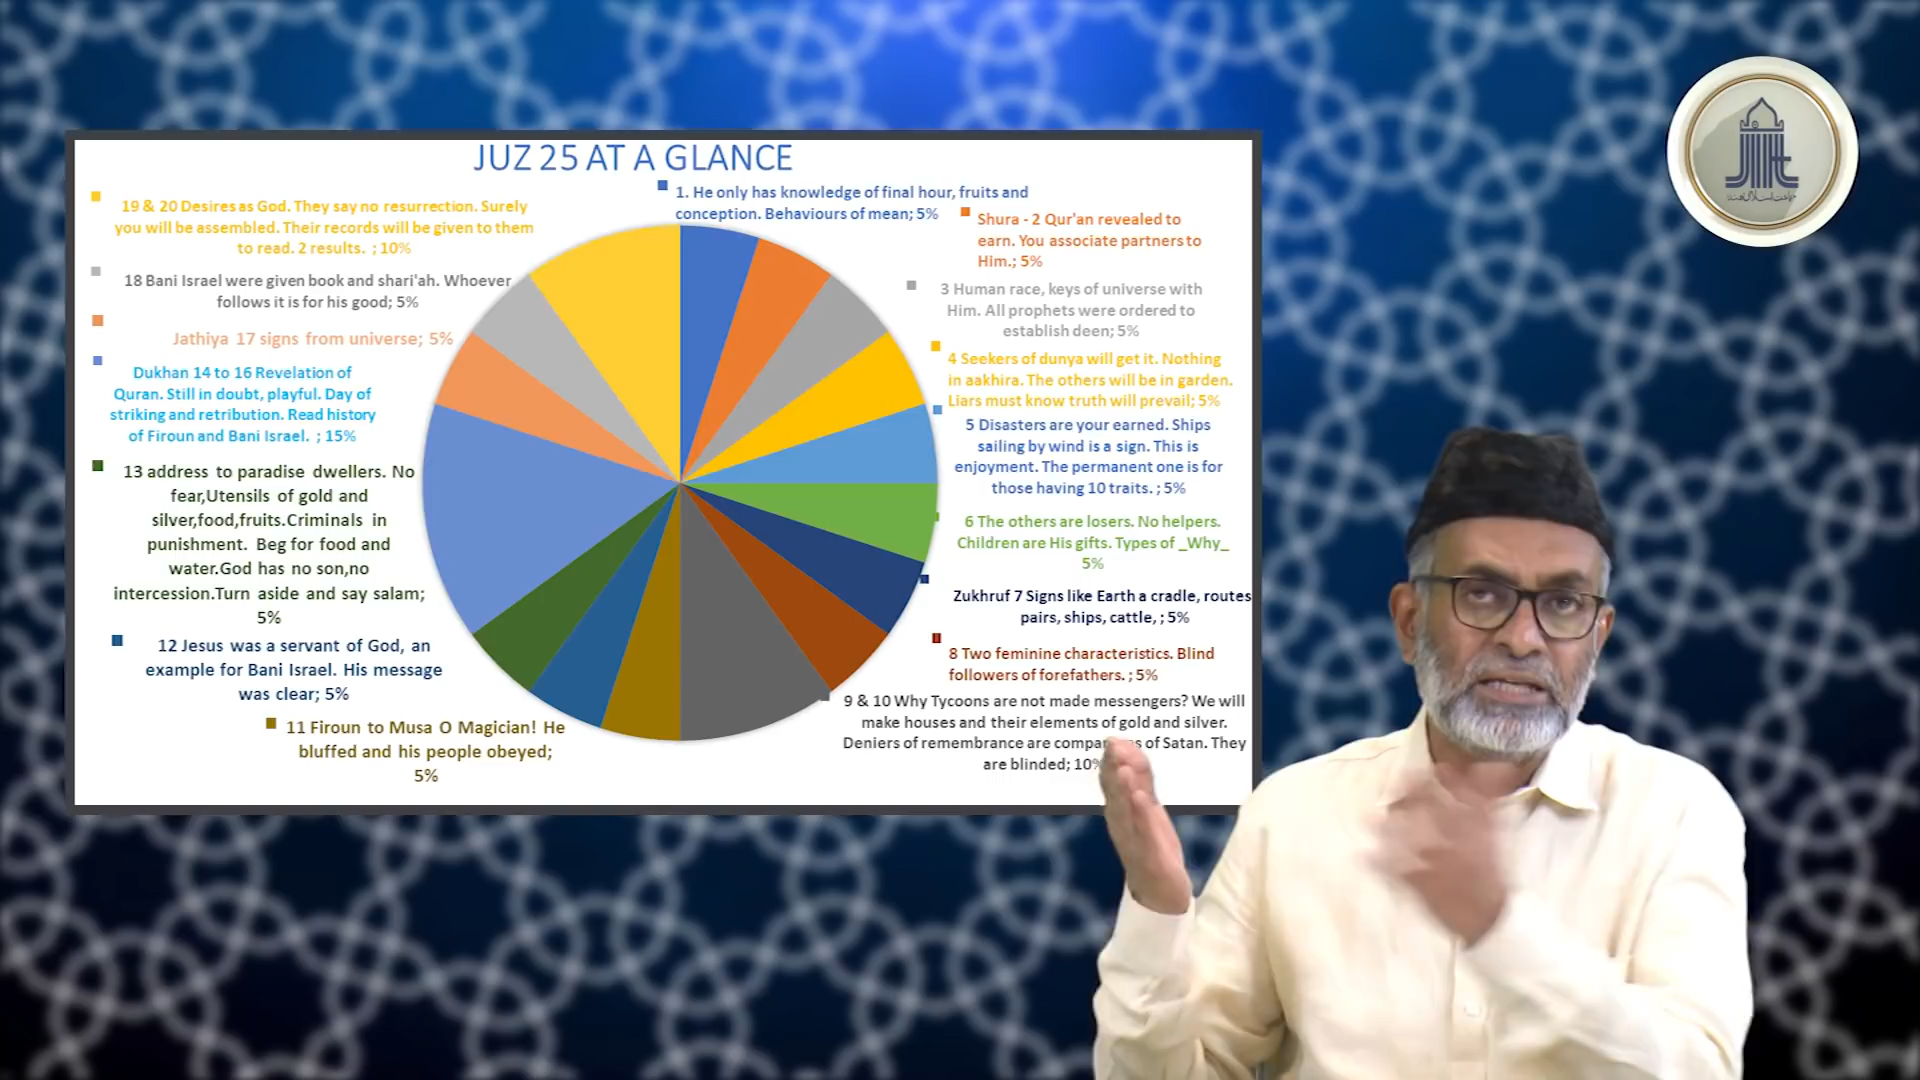 JUZ 25 AT A GLANCE
1. He only has knowledge of final hour, fruits and
conception. Behaviours of mean; 5%
Shura - 2 Qur'an revealed to
earn. You associate partners to
Him.; 5%
3 Human race, keys of universe with
Him. All prophets were ordered to
establish deen; 5%
4 Seekers of dunya will get it. Nothing
in aakhira. The others will be in garden.
Liars must know truth will prevail; 5%
5 Disasters are your earned. Ships
sailing by wind is a sign. This is
enjoyment. The permanent one is for
those having 10 traits. ; 5%
6 The others are losers. No helpers.
Children are His gifts. Types of _Why_
5%
Zukhruf 7 Signs like Earth a cradle, routes
pairs, ships, cattle, ; 5%
8 Two feminine characteristics. Blind
followers of forefathers. ; 5%
9 & 10 Why Tycoons are not made messengers? We will
make houses and their elements of gold and silver.
Deniers of remembrance are of Satan. They
are blinded; 10%
11 Firoun to Musa O Magician! He
bluffed and his people obeyed;
5%
12 Jesus was a servant of God, an
example for Bani Israel. His message
was clear; 5%
13 address to paradise dwellers. No
fear,Utensils of gold and
silver,food,fruits.Criminals in
punishment. Beg for food and
water.God has no son,no
intercession.Turn aside and say salam;
5%
Dukhan 14 to 16 Revelation of
Quran. Still in doubt, playful. Day of
striking and retribution. Read history
of Firoun and Bani Israel. ; 15%
Jathiya 17 signs from universe; 5%
18 Bani Israel were given book and shari'ah. Whoever
follows it is for his good; 5%
19 & 20 Desires as God. They say no resurrection. Surely
you will be assembled. Their records will be given to them
to read. 2 results. ; 10%